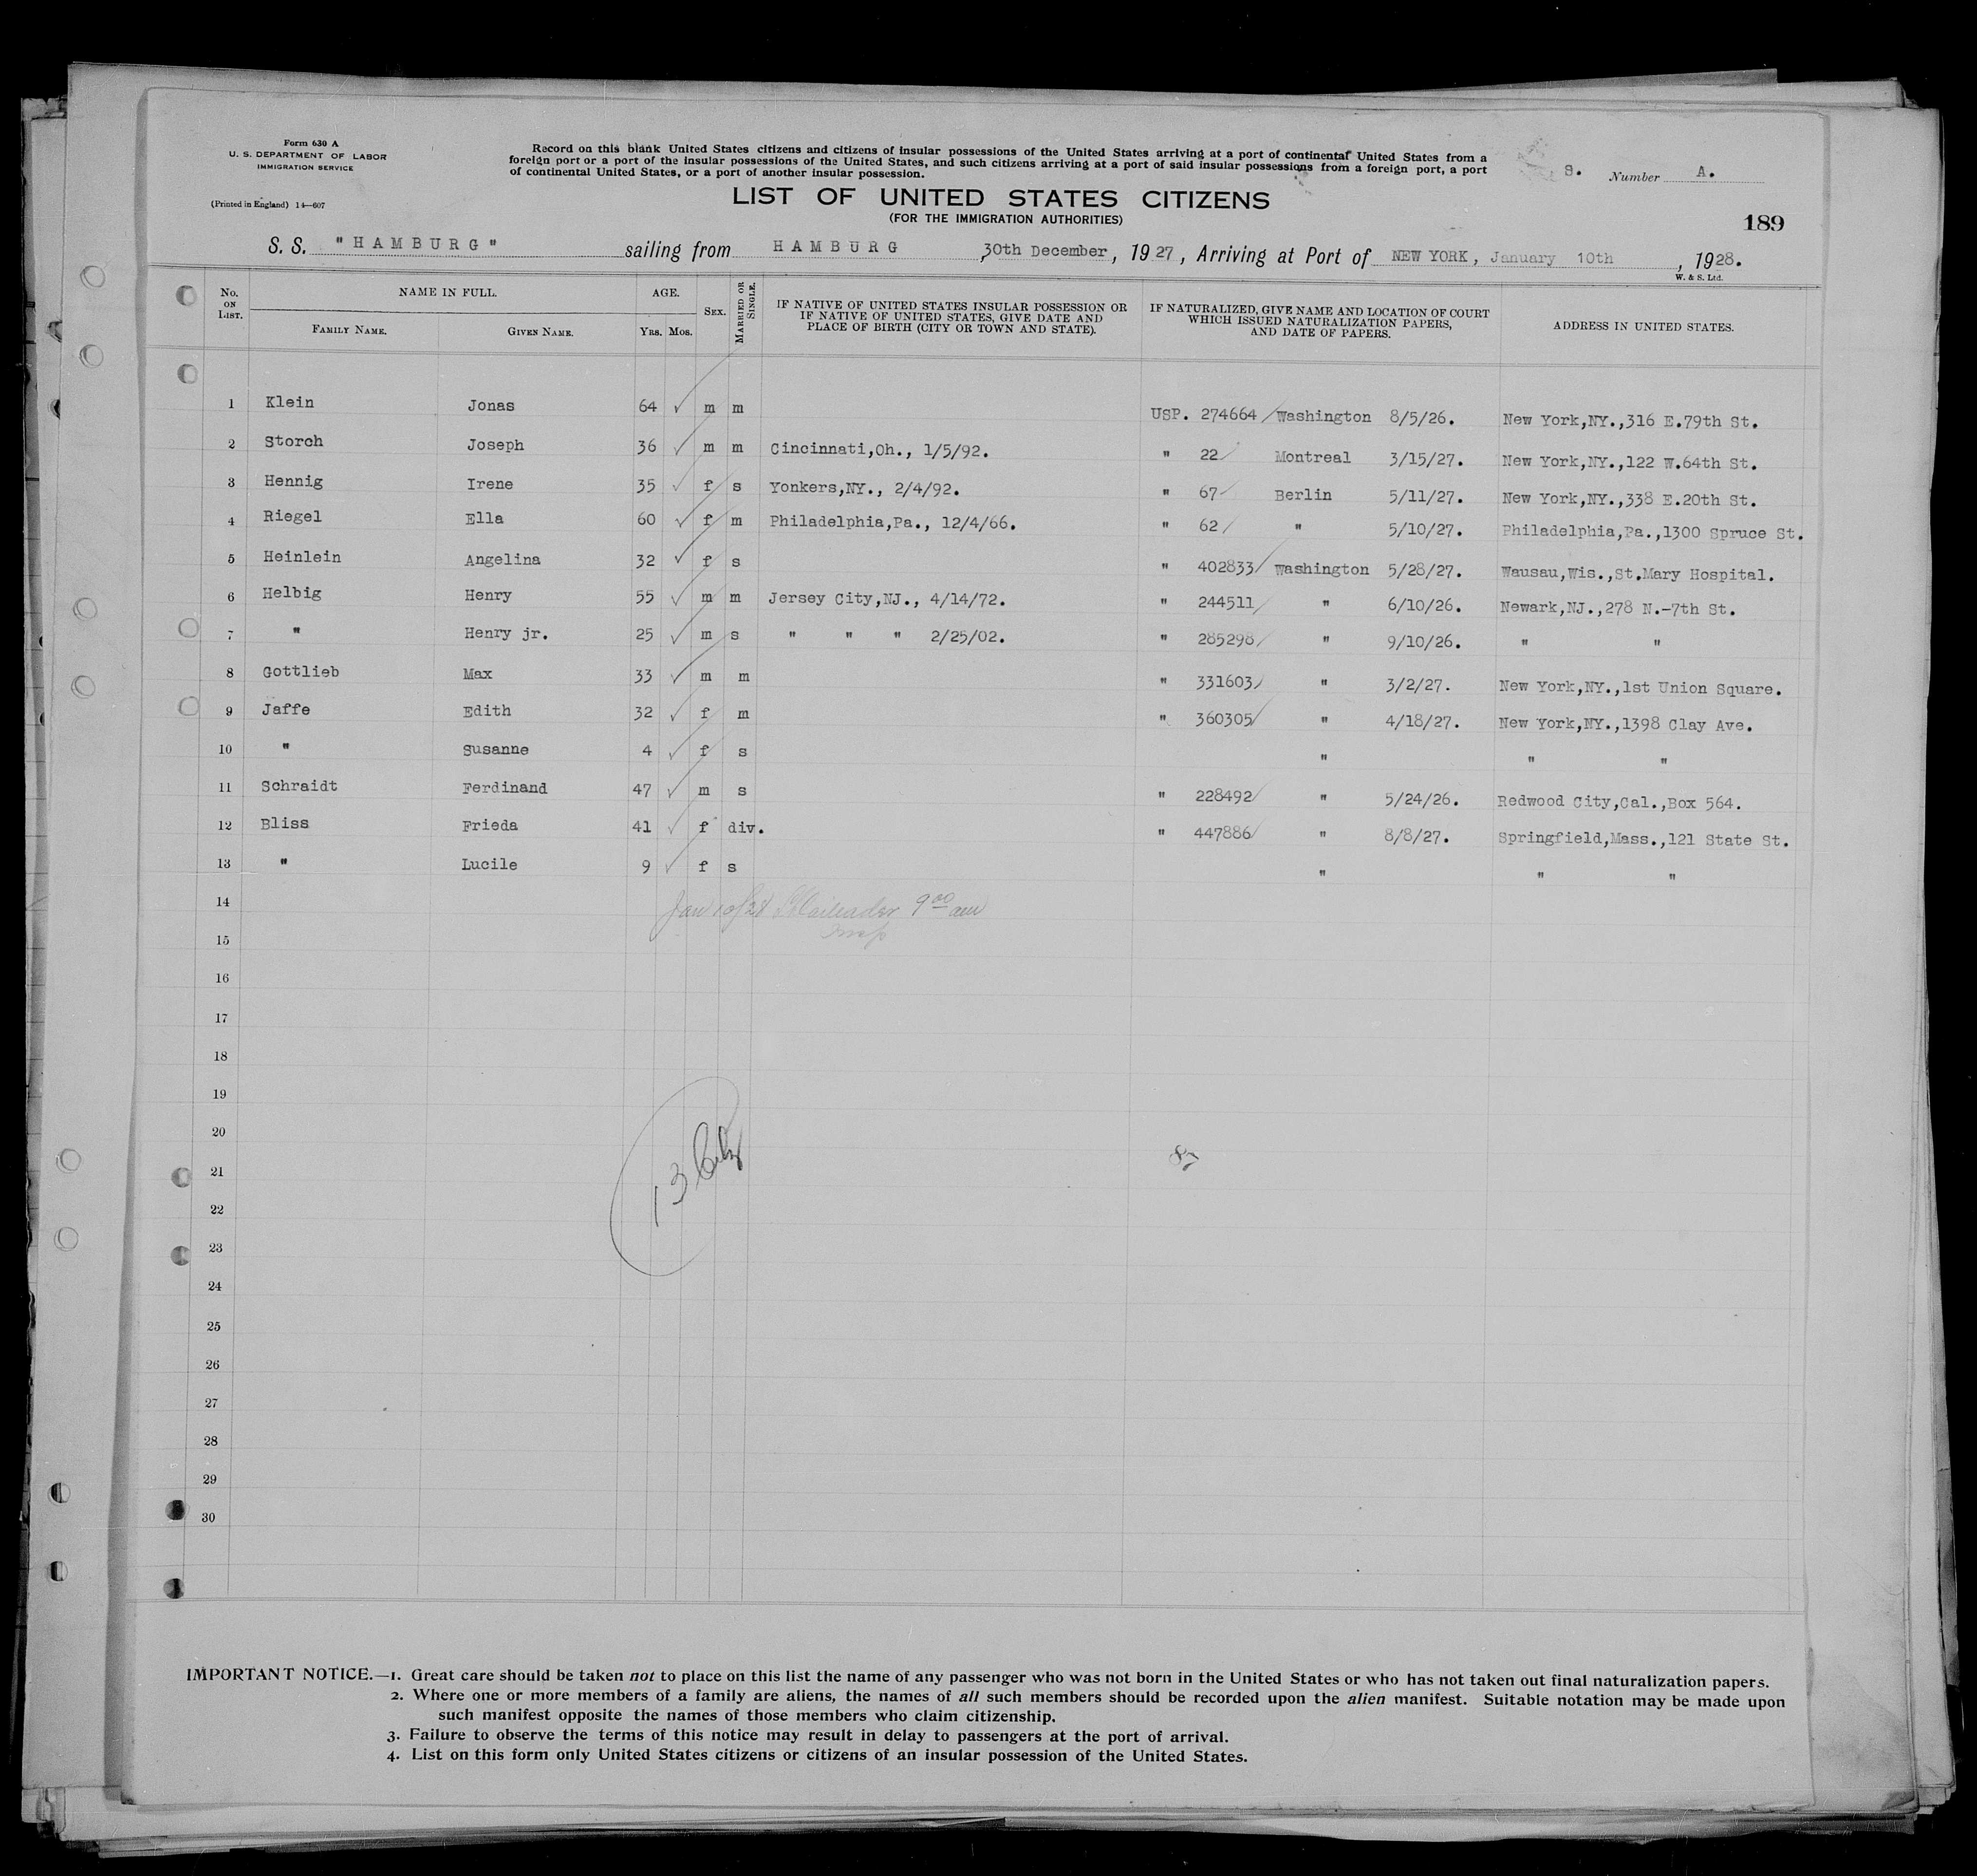 Form 630 A
U. S. DEPARTMENT OF LABOR
IMMIGRATION SERVICE
(Printed in England) 14—607
Record on this blank United States citizens and citizens of insular possessions of the United States arriving at a port of continental United States from a
foreign port or a port of the insular possessions of the United States, and such citizens arriving at a port of said insular possessions from a foreign port, a port
of continental United States, or a port of another insular possession.
S. Number A.
LIST OF UNITED STATES CITIZENS
(FOR THE IMMIGRATION AUTHORITIES)
189
S. S. "HAMBURG" sailing from HAMBURG 30th December, 1927, Arriving at Port of NEW YORK, January 10th, 1928.
W. & S. Ltd.
No. ON LIST. NAME IN FULL. FAMILY NAME. GIVEN NAME. AGE. YRS. MOS. SEX. MARRIED OR SINGLE.
IF NATIVE OF UNITED STATES INSULAR POSSESSION OR
IF NATIVE OF UNITED STATES, GIVE DATE AND
PLACE OF BIRTH (CITY OR TOWN AND STATE).
IF NATURALIZED, GIVE NAME AND LOCATION OF COURT
WHICH ISSUED NATURALIZATION PAPERS,
AND DATE OF PAPERS.
ADDRESS IN UNITED STATES.
1 Klein Jonas 64 ✓ m m USP. 274664 Washington 8/5/26. New York,NY.,316 E.79th St.
2 Storch Joseph 36 ✓ m m Cincinnati,Oh., 1/5/92. " 22 Montreal 3/15/27. New York,NY.,122 W.64th St.
3 Hennig Irene 35 ✓ f s Yonkers,NY., 2/4/92. " 67 Berlin 5/11/27. New York,NY.,338 E.20th St.
4 Riegel Ella 60 ✓ f m Philadelphia,Pa., 12/4/66. " 62 " 5/10/27. Philadelphia,Pa.,1300 Spruce St.
5 Heinlein Angelina 32 ✓ f s " 402833 Washington 5/28/27. Wausau,Wis.,St.Mary Hospital.
6 Helbig Henry 55 ✓ m m Jersey City,NJ., 4/14/72. " 244511 " 6/10/26. Newark,NJ.,278 N.-7th St.
7 " Henry jr. 25 ✓ m s " " " 2/25/02. " 285298 " 9/10/26. " "
8 Gottlieb Max 33 ✓ m m " 331603 " 3/2/27. New York,NY.,1st Union Square.
9 Jaffe Edith 32 ✓ f m " 360305 " 4/18/27. New York,NY.,1398 Clay Ave.
10 " Susanne 4 ✓ f s " " "
11 Schraidt Ferdinand 47 ✓ m s " 228492 " 5/24/26. Redwood City,Cal.,Box 564.
12 Bliss Frieda 41 ✓ f div. " 447886 " 8/8/27. Springfield,Mass.,121 State St.
13 " Lucile 9 ✓ f s " " "
14 Jan 10/28 9 00 am
15
16
17
18
19
20
21 13
22
23
24
25
26
27
28
29
30
IMPORTANT NOTICE.—1. Great care should be taken not to place on this list the name of any passenger who was not born in the United States or who has not taken out final naturalization papers.
2. Where one or more members of a family are aliens, the names of all such members should be recorded upon the alien manifest. Suitable notation may be made upon
such manifest opposite the names of those members who claim citizenship.
3. Failure to observe the terms of this notice may result in delay to passengers at the port of arrival.
4. List on this form only United States citizens or citizens of an insular possession of the United States.